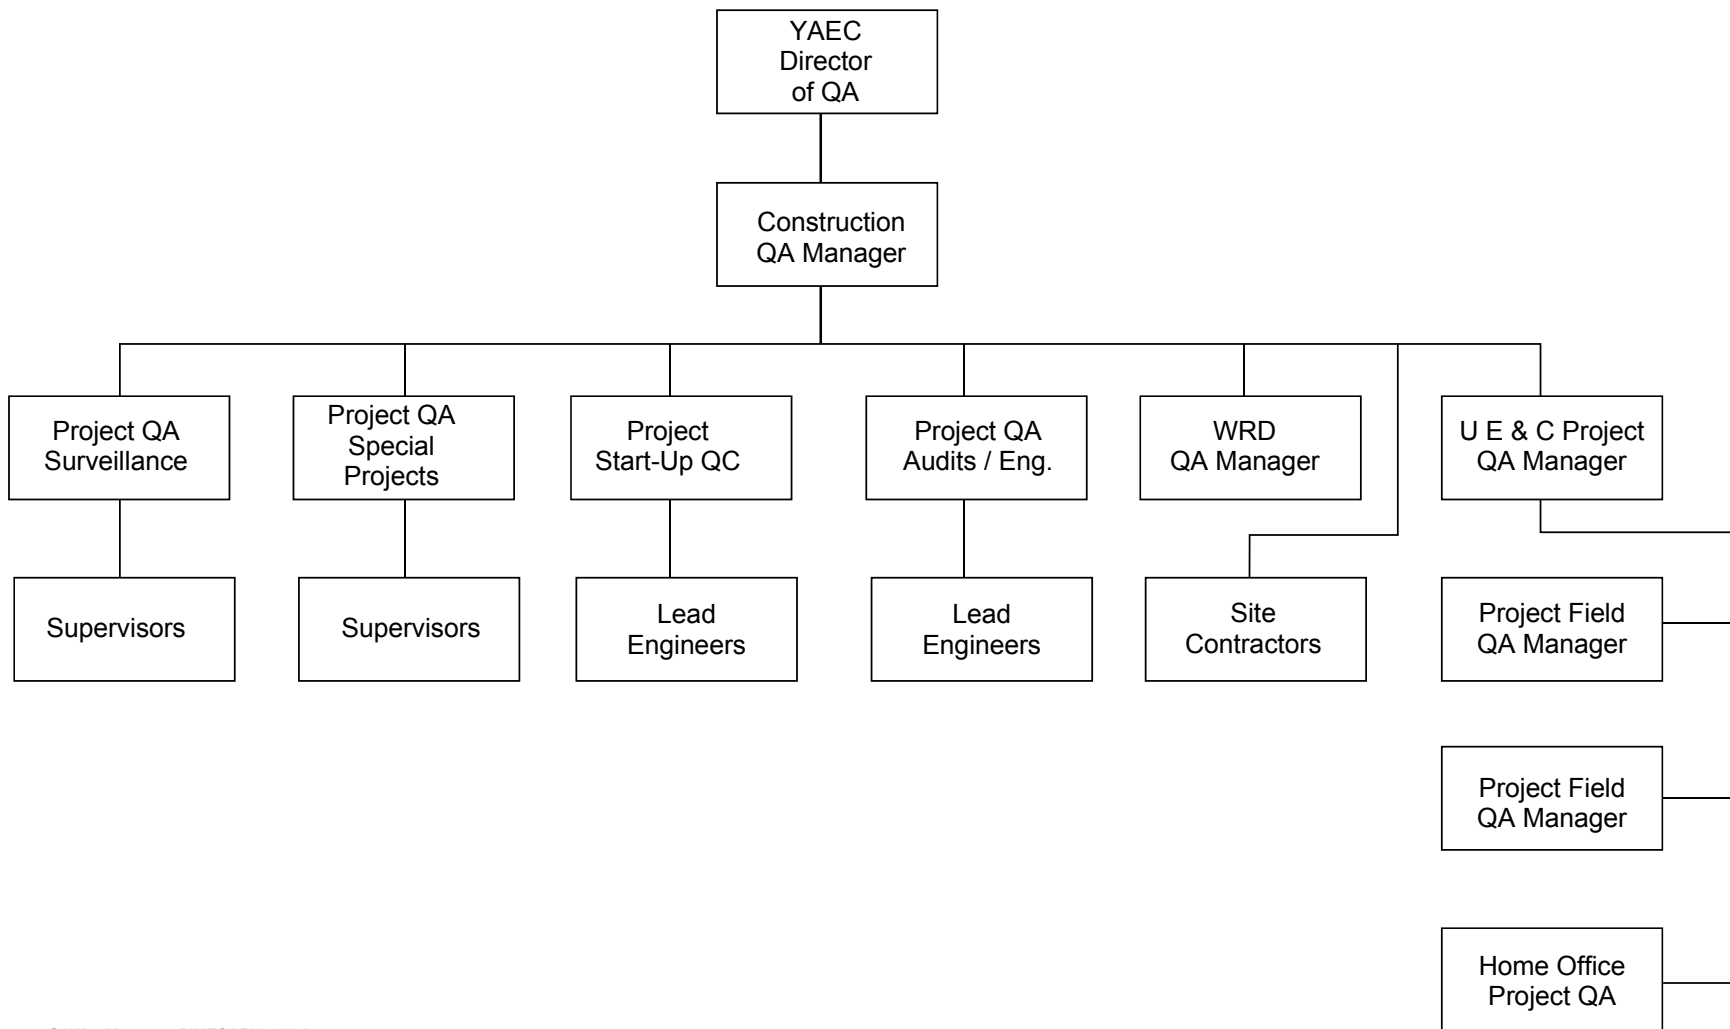 YAEC
Director
of QA
Construction
QA Manager
Project QA
Surveillance
Project QA
Special
Projects
Project
Start-Up QC
Project QA
Audits / Eng.
WRD
QA Manager
U E & C Project
QA Manager
Supervisors
Supervisors
Lead
Engineers
Lead
Engineers
Site
Contractors
Project Field
QA Manager
Project Field
QA Manager
Home Office
Project QA